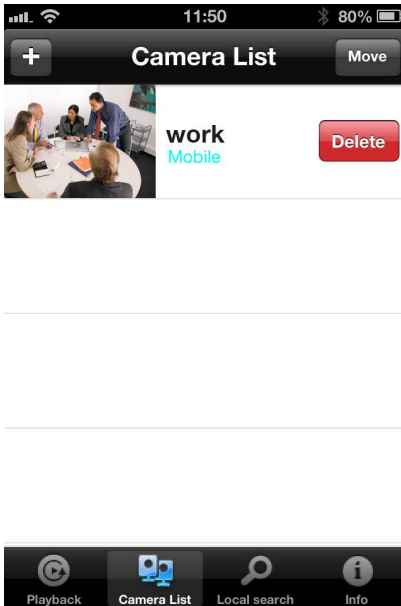 11:50
80%
+
Camera List
Move
work
Mobile
Delete
Playback
Camera List
Local search
Info